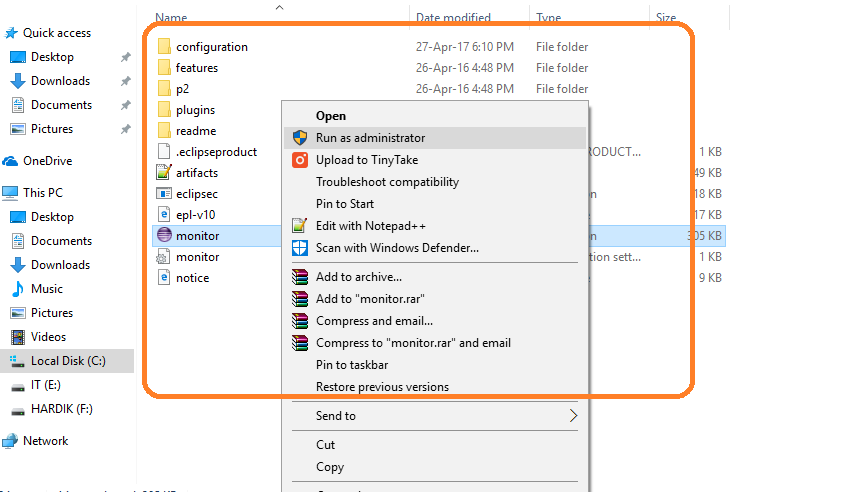 Name Date modified Type Size
Quick access
Desktop
Downloads
Documents
Pictures
OneDrive
This PC
Desktop
Documents
Downloads
Music
Pictures
Videos
Local Disk (C:)
IT (E:)
HARDIK (F:)
Network
configuration 27-Apr-17 6:10 PM File folder
features 26-Apr-16 4:48 PM File folder
p2 26-Apr-16 4:48 PM File folder
plugins
readme
.eclipseproduct RODUCT... 1 KB
artifacts 49 KB
eclipsec n 18 KB
epl-v10 e 17 KB
monitor n 305 KB
monitor tion sett... 1 KB
notice e 9 KB
Open
Run as administrator
Upload to TinyTake
Troubleshoot compatibility
Pin to Start
Edit with Notepad++
Scan with Windows Defender...
Add to archive...
Add to "monitor.rar"
Compress and email...
Compress to "monitor.rar" and email
Pin to taskbar
Restore previous versions
Send to
Cut
Copy